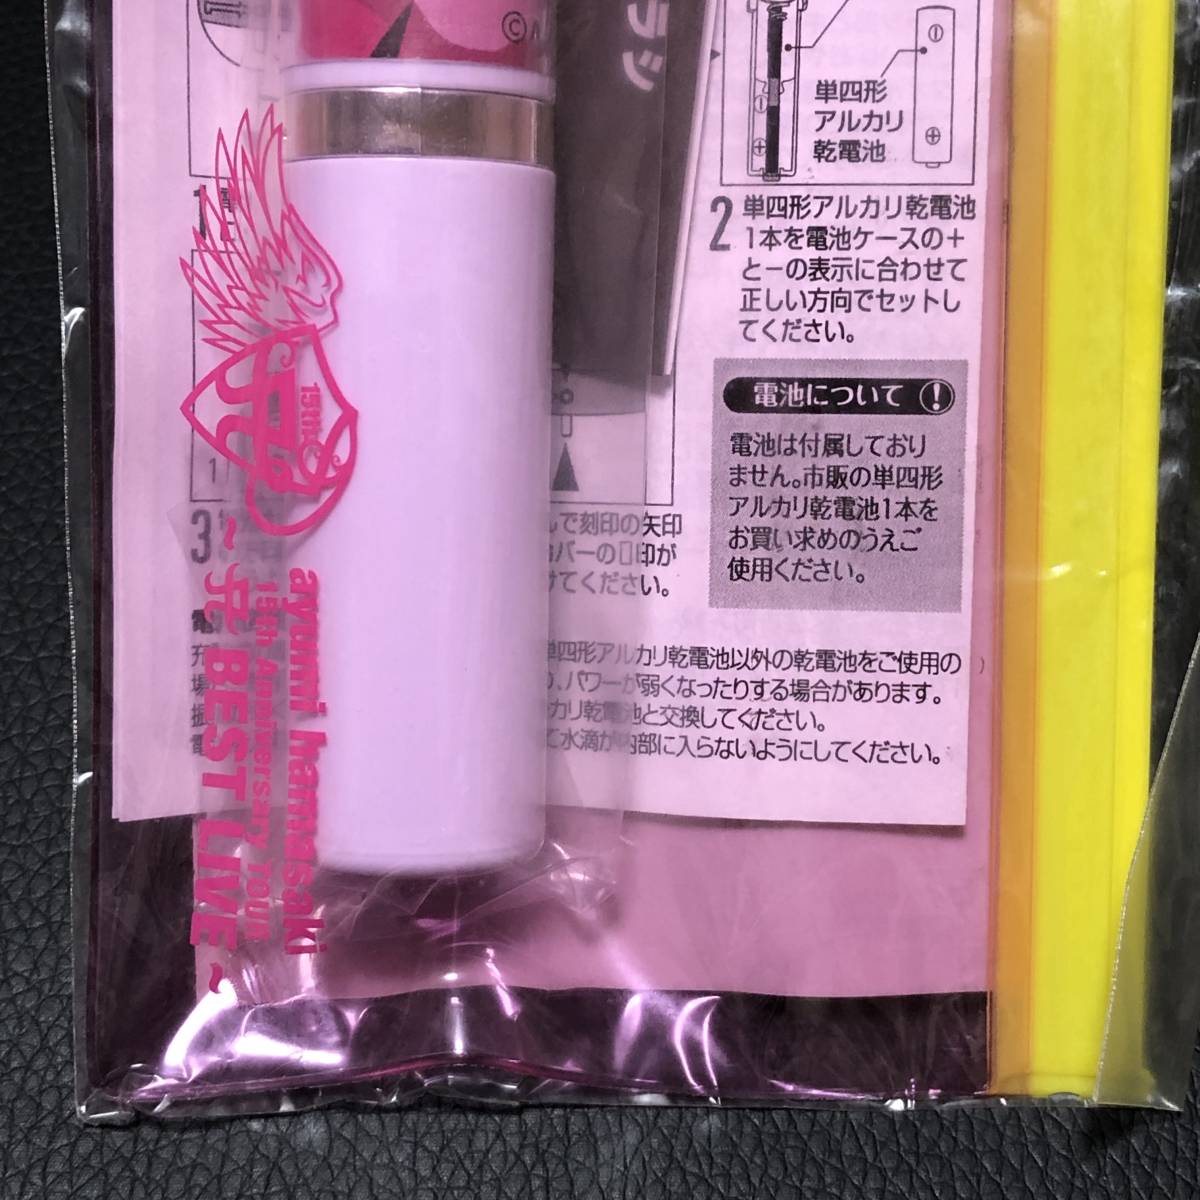 ©A
ラシ
単四形
アルカリ
乾電池
2
単四形アルカリ乾電池
1本を電池ケースの＋
と－の表示に合わせて
正しい方向でセットし
てください。
電池について
電池は付属しており
ません。市販の単四形
アルカリ乾電池1本を
お買い求めのうえご
使用ください。
3
で刻印の矢印
バーの▯印が
けてください。
単四形アルカリ乾電池以外の乾電池をご使用の
、パワーが弱くなったりする場合があります。
カリ乾電池と交換してください。
て水滴が内部に入らないようにしてください。
15th
ayumi hamasaki
15th Anniversary Tour
~ A BEST LIVE ~